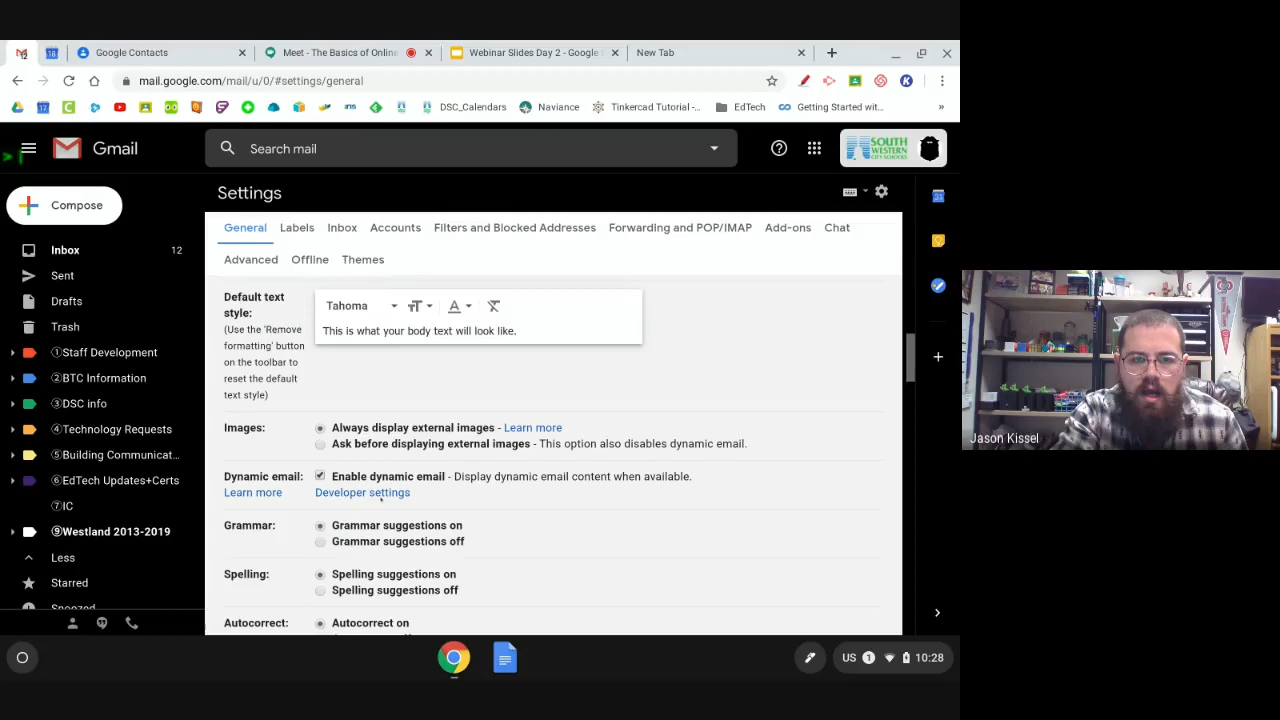 Google Contacts
Meet - The Basics of Online
Webinar Slides Day 2 - Google
New Tab
mail.google.com/mail/u/0/#settings/general
DSC_Calendars
Naviance
Tinkercad Tutorial -...
EdTech
Getting Started wit...
Gmail
Search mail
SOUTH
WESTERN
CITY SCHOOLS
Compose
Settings
General
Labels
Inbox
Accounts
Filters and Blocked Addresses
Forwarding and POP/IMAP
Add-ons
Chat
Advanced
Offline
Themes
Inbox 12
Sent
Drafts
Trash
①Staff Development
②BTC Information
③DSC info
④Technology Requests
⑤Building Communicat...
⑥EdTech Updates+Certs
⑦IC
⑨Westland 2013-2019
Less
Starred
Snoozed
Default text
style:
(Use the 'Remove
formatting' button
on the toolbar to
reset the default
text style)
Tahoma
This is what your body text will look like.
Images:
Always display external images - Learn more
Ask before displaying external images - This option also disables dynamic email.
Dynamic email:
Learn more
Enable dynamic email - Display dynamic email content when available.
Developer settings
Grammar:
Grammar suggestions on
Grammar suggestions off
Spelling:
Spelling suggestions on
Spelling suggestions off
Autocorrect:
Autocorrect on
US 1 10:28
Jason Kissel